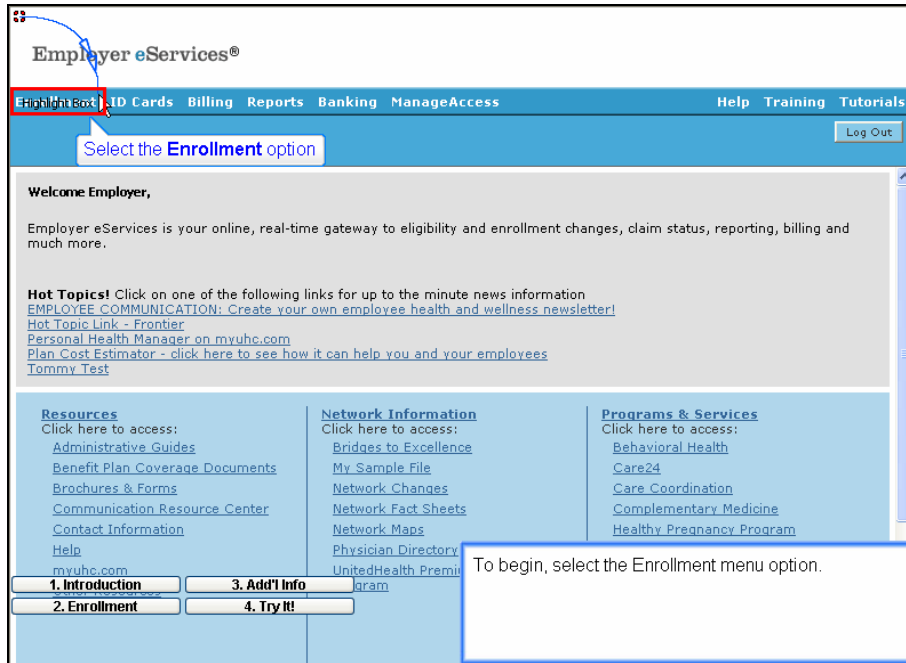 Employer eServices®
Highlight Box ID Cards Billing Reports Banking ManageAccess Help Training Tutorials
Log Out
Select the Enrollment option
Welcome Employer,
Employer eServices is your online, real-time gateway to eligibility and enrollment changes, claim status, reporting, billing and
much more.
Hot Topics! Click on one of the following links for up to the minute news information
EMPLOYEE COMMUNICATION: Create your own employee health and wellness newsletter!
Hot Topic Link - Frontier
Personal Health Manager on myuhc.com
Plan Cost Estimator - click here to see how it can help you and your employees
Tommy Test
Resources
Click here to access:
Administrative Guides
Benefit Plan Coverage Documents
Brochures & Forms
Communication Resource Center
Contact Information
Help
myuhc.com
Network Information
Click here to access:
Bridges to Excellence
My Sample File
Network Changes
Network Fact Sheets
Network Maps
Physician Directory
UnitedHealth Premi
Programs & Services
Click here to access:
Behavioral Health
Care24
Care Coordination
Complementary Medicine
Healthy Pregnancy Program
To begin, select the Enrollment menu option.
1. Introduction
3. Add'l Info
2. Enrollment
4. Try It!